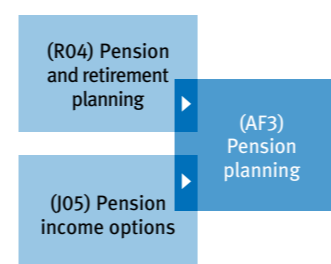 (R04) Pension
and retirement
planning
(AF3)
Pension
planning
(J05) Pension
income options